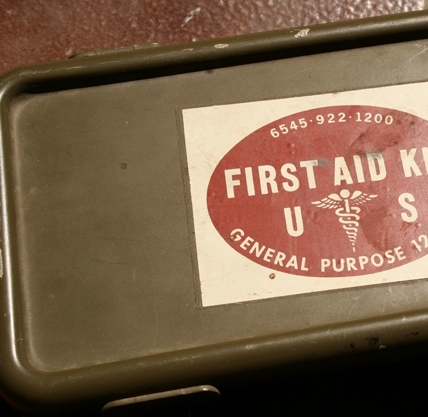 6545·922·1200
FIRST AID
U S
GENERAL PURPOSE